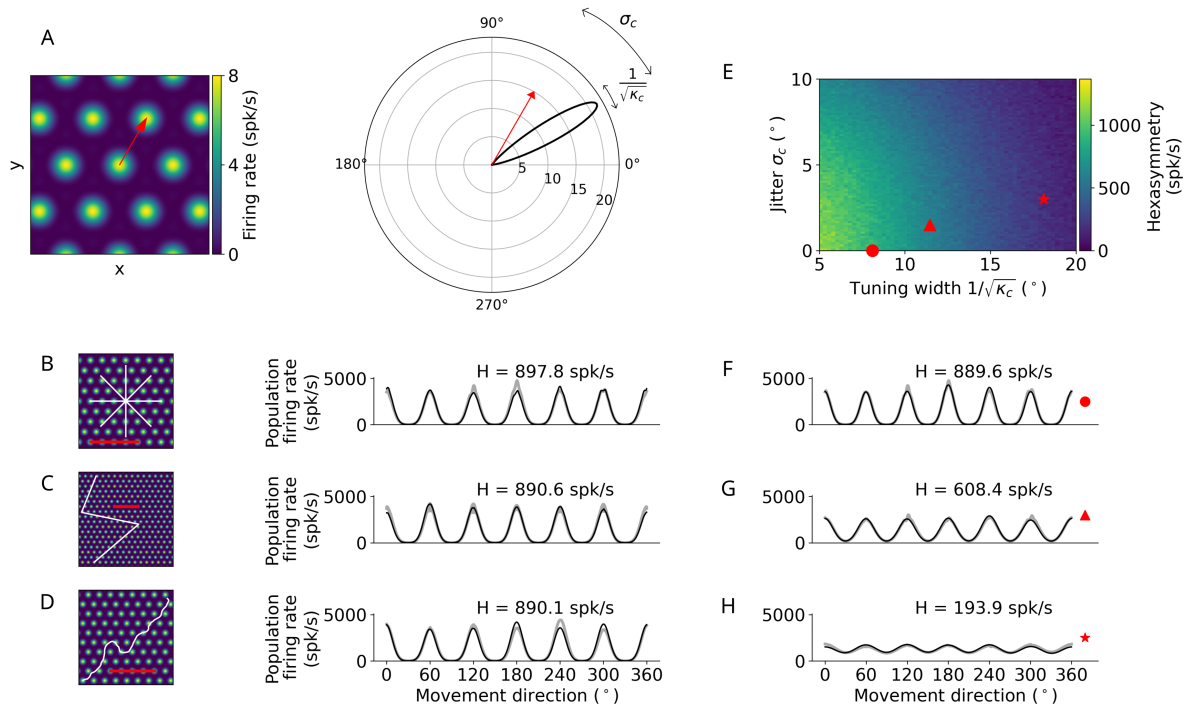 A
y
x
8
4
0
Firing rate (spk/s)
90°
180°
270°
0°
5
10
15
20
σ_c
1/√κ_c
E
10
5
0
Jitter σ_c (°)
5 10 15 20
Tuning width 1/√κ_c (°)
1000
500
0
Hexasymmetry
(spk/s)
B
Population
firing rate
(spk/s)
5000
0
H = 897.8 spk/s
F
5000
0
H = 889.6 spk/s
C
Population
firing rate
(spk/s)
5000
0
H = 890.6 spk/s
G
5000
0
H = 608.4 spk/s
D
Population
firing rate
(spk/s)
5000
0
H = 890.1 spk/s
0 60 120 180 240 300 360
Movement direction (°)
H
5000
0
H = 193.9 spk/s
0 60 120 180 240 300 360
Movement direction (°)